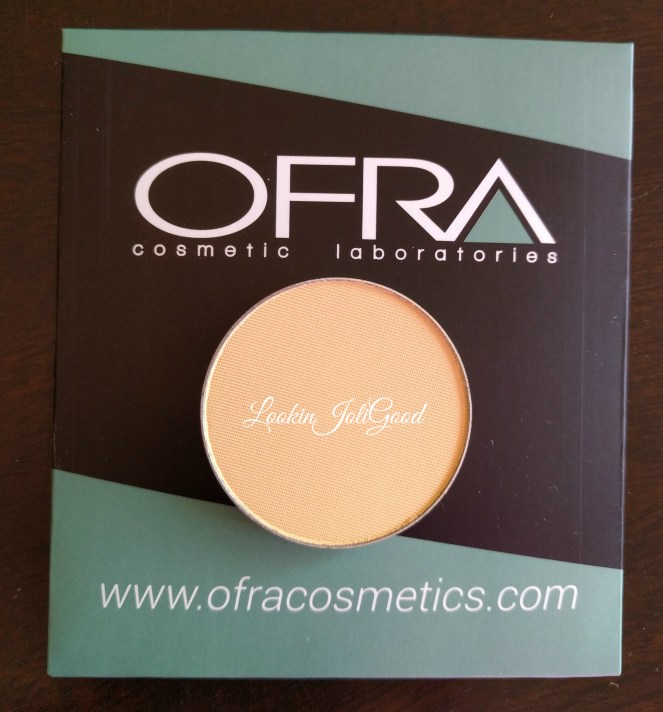 OFRA
cosmetic laboratories
Lookin JoliGood
www.ofracosmetics.com